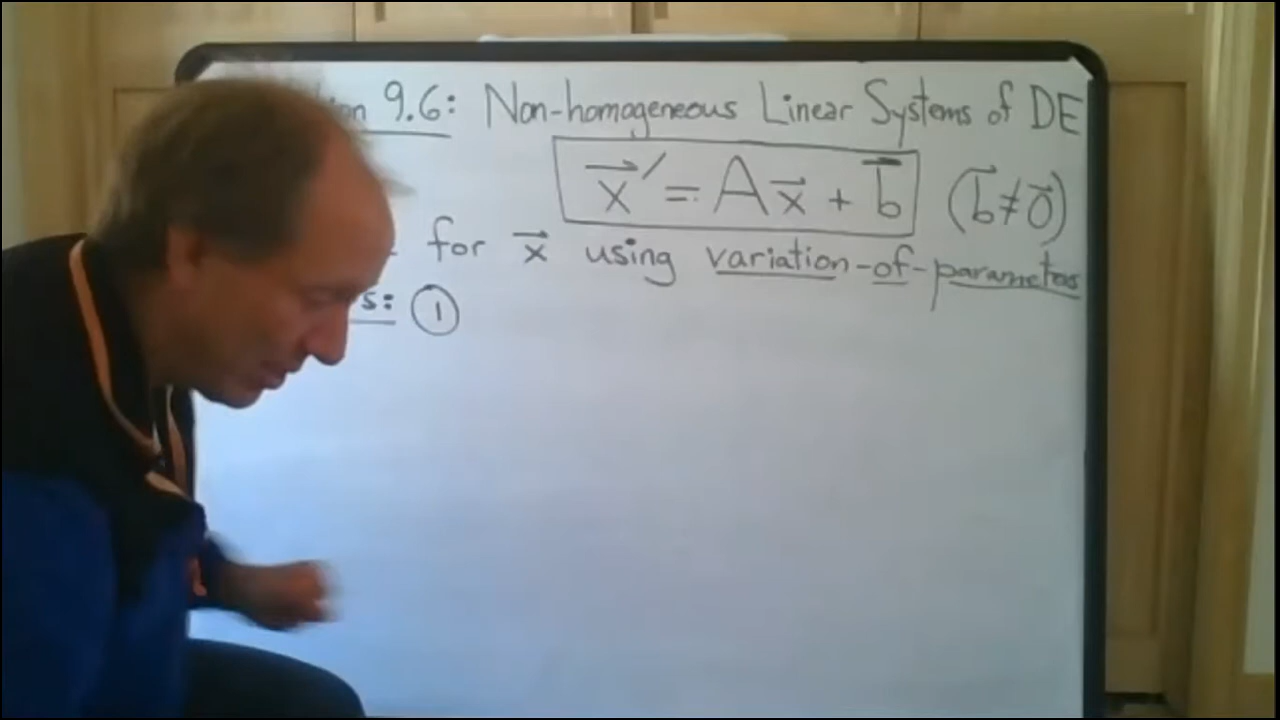 9.6: Non-homogeneous Linear Systems of DE
x⃗′ = Ax⃗ + b⃗ (b⃗≠0⃗)
for x⃗ using variation-of-parameters
s: ①